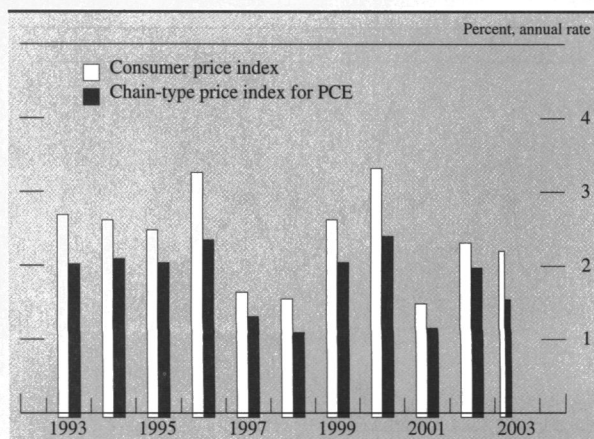 Percent, annual rate
Consumer price index
Chain-type price index for PCE
4
3
2
1
1993 1995 1997 1999 2001 2003